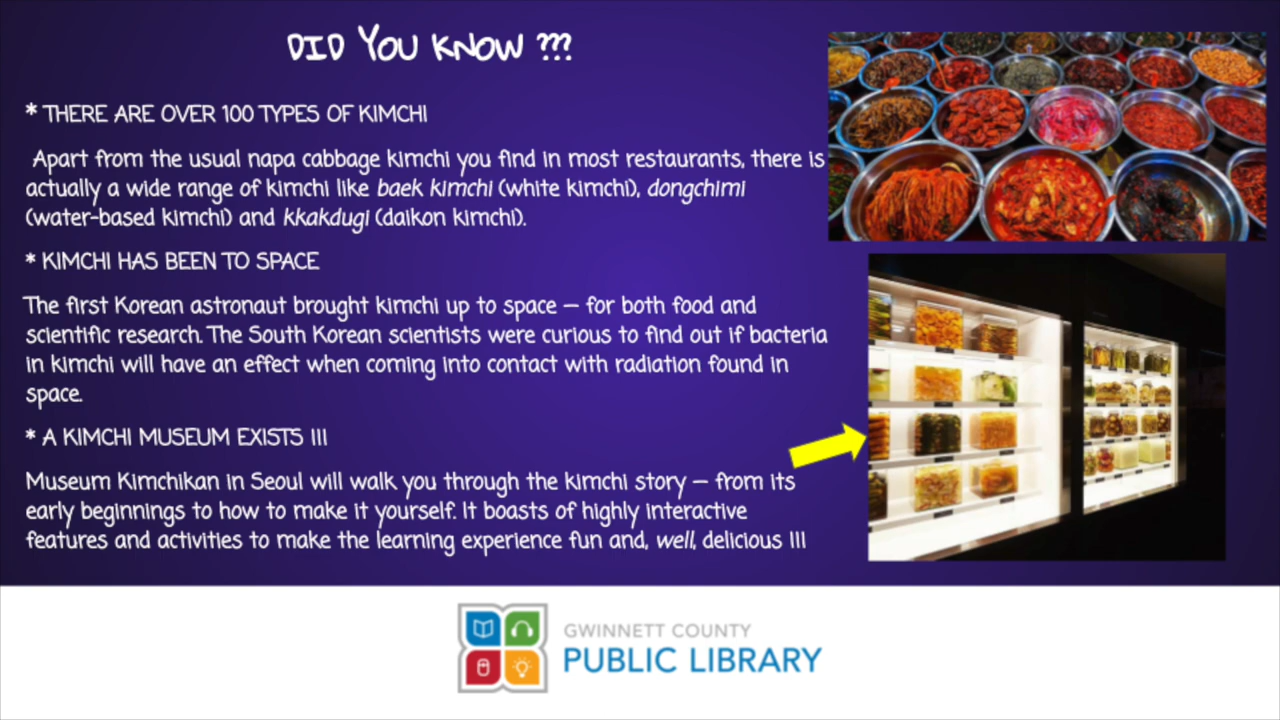 DID YOU KNOW ???
* THERE ARE OVER 100 TYPES OF KIMCHI
Apart from the usual napa cabbage kimchi you find in most restaurants, there is
actually a wide range of kimchi like baek kimchi (white kimchi), dongchimi
(water-based kimchi) and kkakdugi (daikon kimchi).
* KIMCHI HAS BEEN TO SPACE
The first Korean astronaut brought kimchi up to space — for both food and
scientific research. The South Korean scientists were curious to find out if bacteria
in kimchi will have an effect when coming into contact with radiation found in
space.
* A KIMCHI MUSEUM EXISTS !!!
Museum Kimchikan in Seoul will walk you through the kimchi story — from its
early beginnings to how to make it yourself. It boasts of highly interactive
features and activities to make the learning experience fun and, well, delicious !!!
GWINNETT COUNTY
PUBLIC LIBRARY